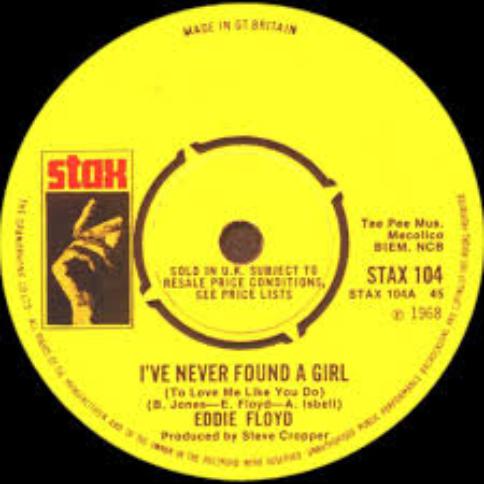 MADE IN GT. BRITAIN
stax
Tee Pee Mus.
Mecolico
BIEM. NCB
STAX 104
STAX 104A 45
℗ 1968
SOLD IN U.K. SUBJECT TO
RESALE PRICE CONDITIONS,
SEE PRICE LISTS
I'VE NEVER FOUND A GIRL
(To Love Me Like You Do)
(B. Jones—E. Floyd—A. Isbell)
EDDIE FLOYD
Produced by Steve Cropper